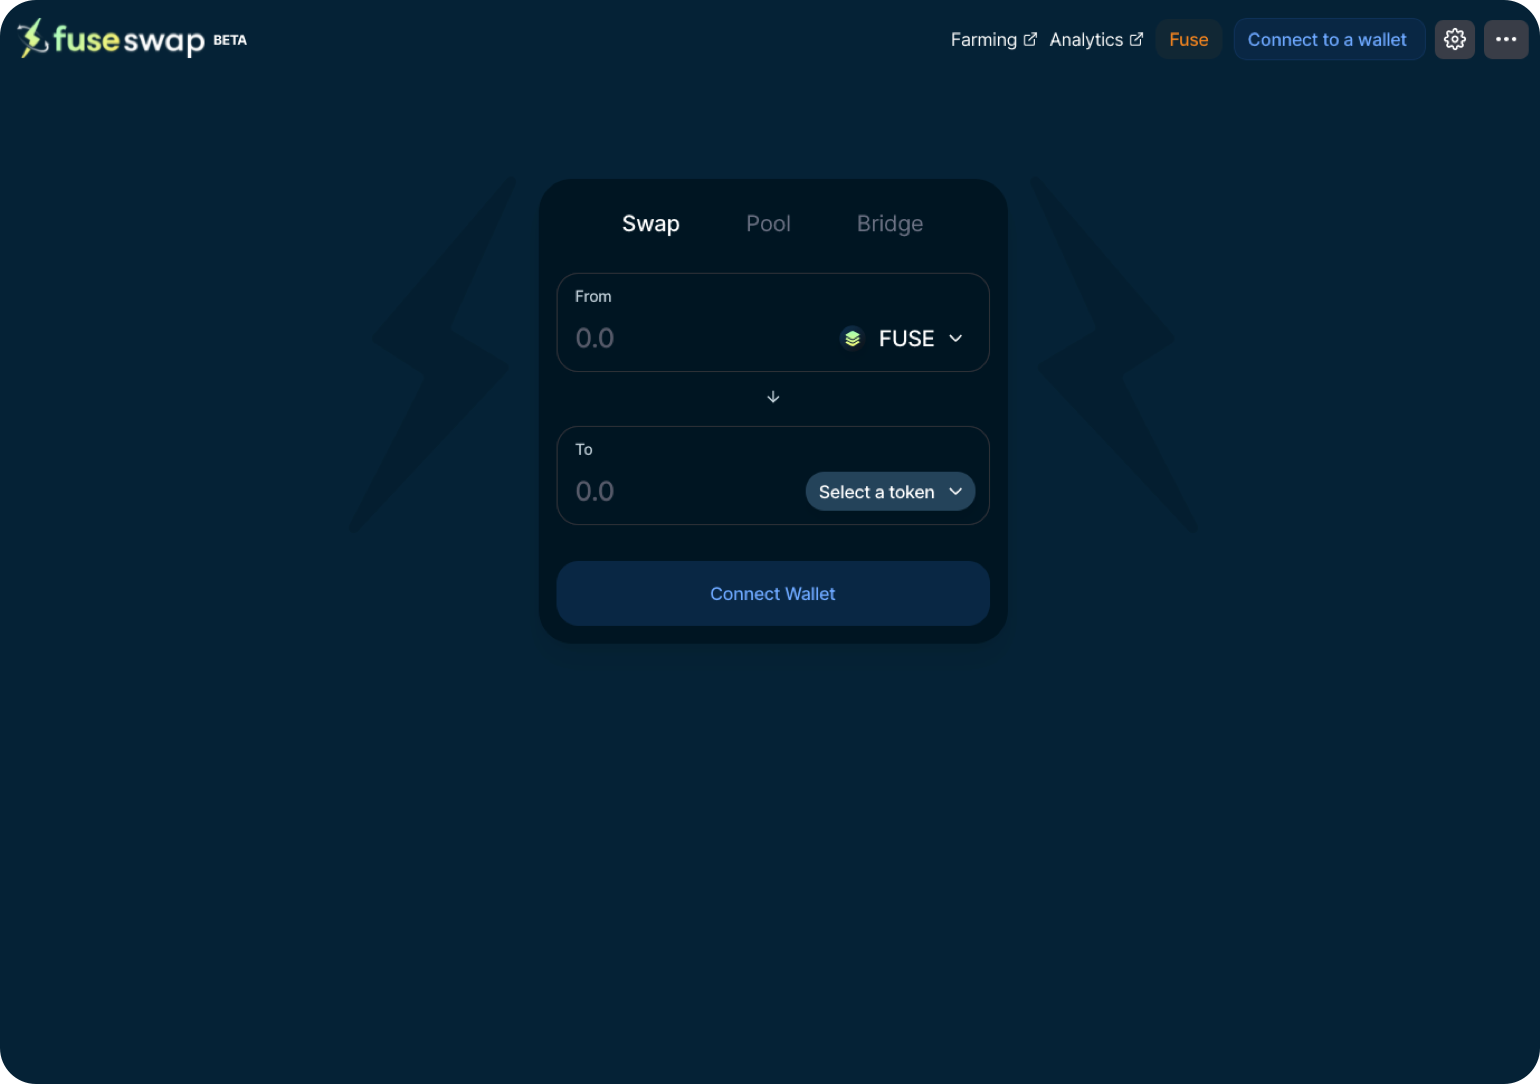 fuseswap BETA
Farming Analytics Fuse Connect to a wallet
Swap Pool Bridge
From
0.0 FUSE
To
0.0 Select a token
Connect Wallet